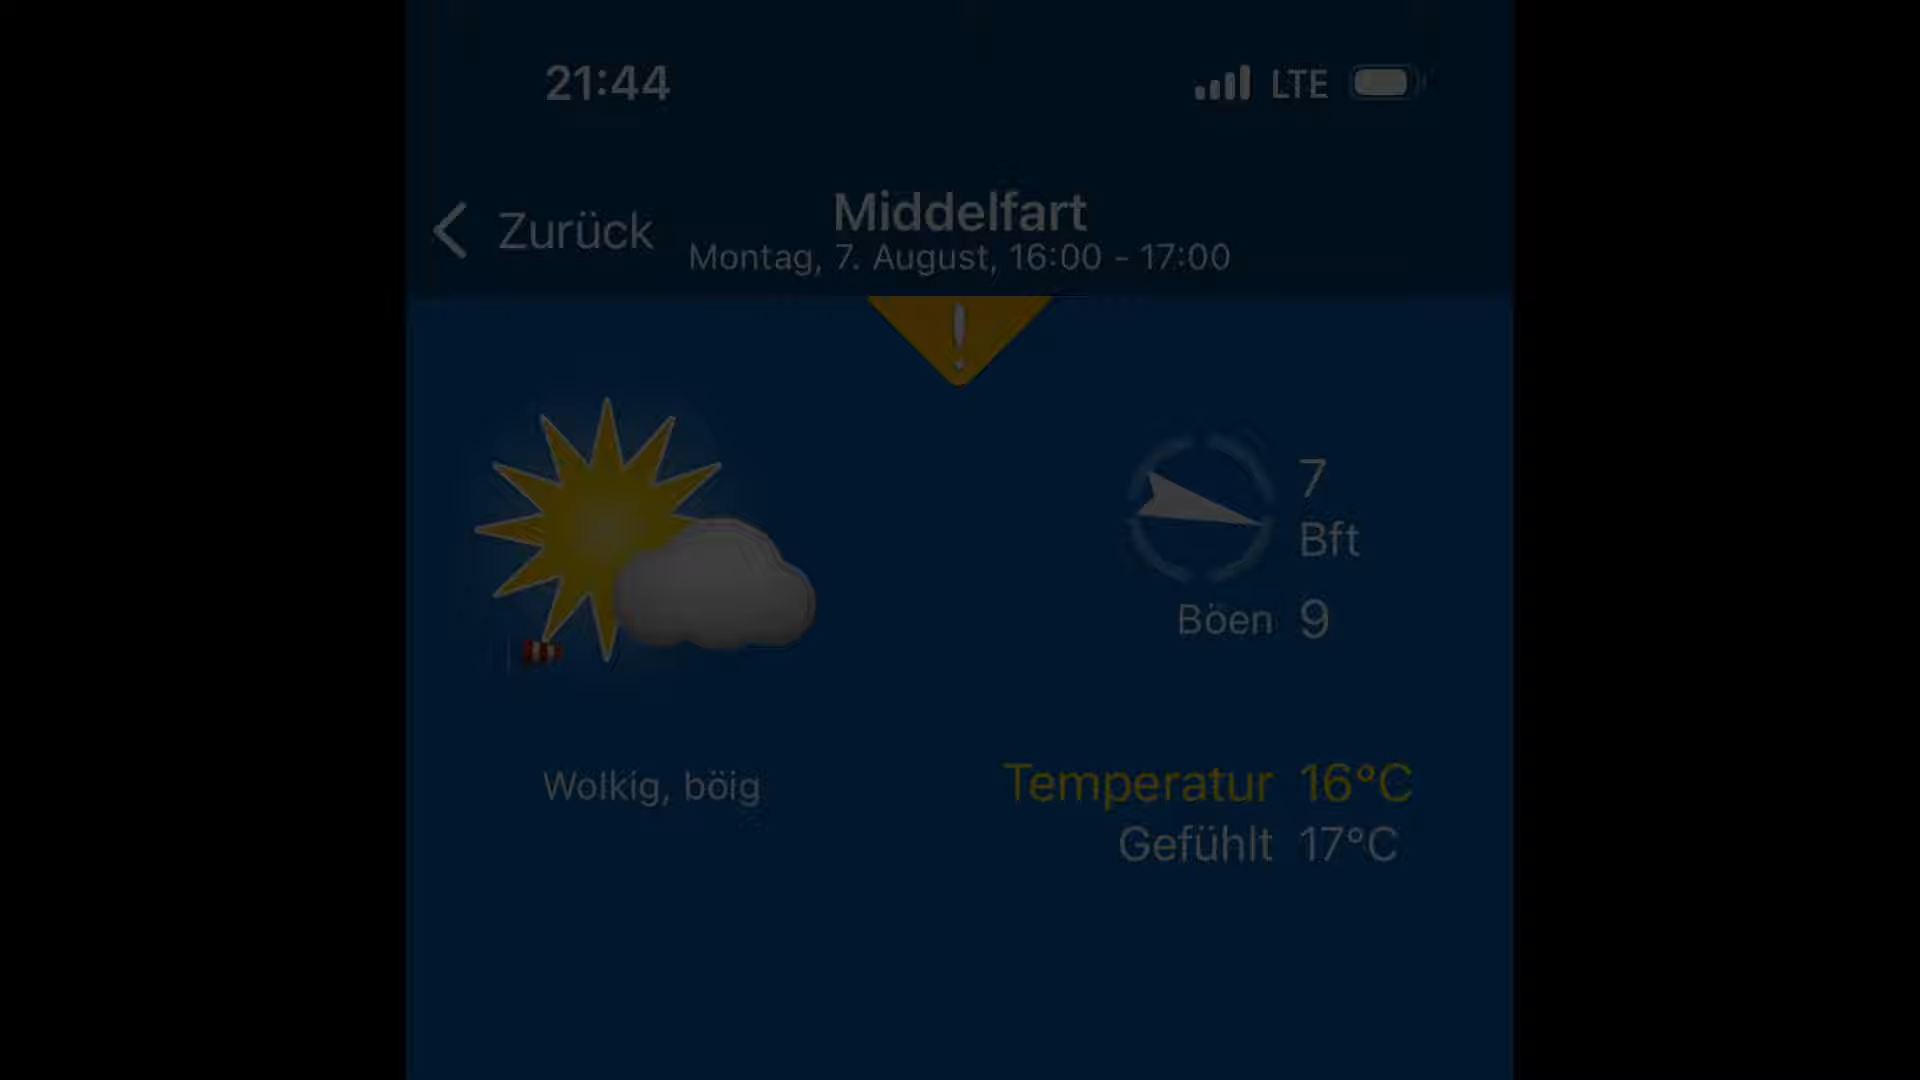 21:44
LTE
Zurück
Middelfart
Montag, 7. August, 16:00 - 17:00
!
7
Bft
Böen 9
Wolkig, böig
Temperatur 16°C
Gefühlt 17°C